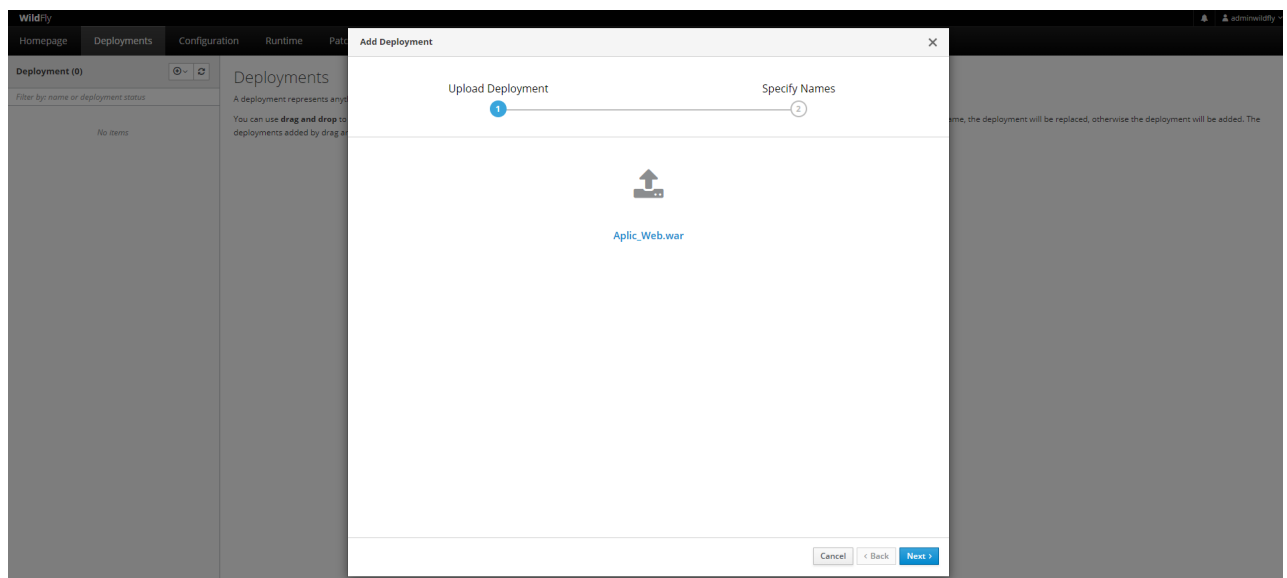 WildFly
adminwildfly
Homepage Deployments Configuration Runtime Patc
Add Deployment
Deployment (0)
Filter by: name or deployment status
No items
Deployments
A deployment represents anyt
You can use drag and drop to
deployments added by drag an
me, the deployment will be replaced, otherwise the deployment will be added. The
Upload Deployment
Specify Names
1
2
Aplic_Web.war
Cancel < Back Next >